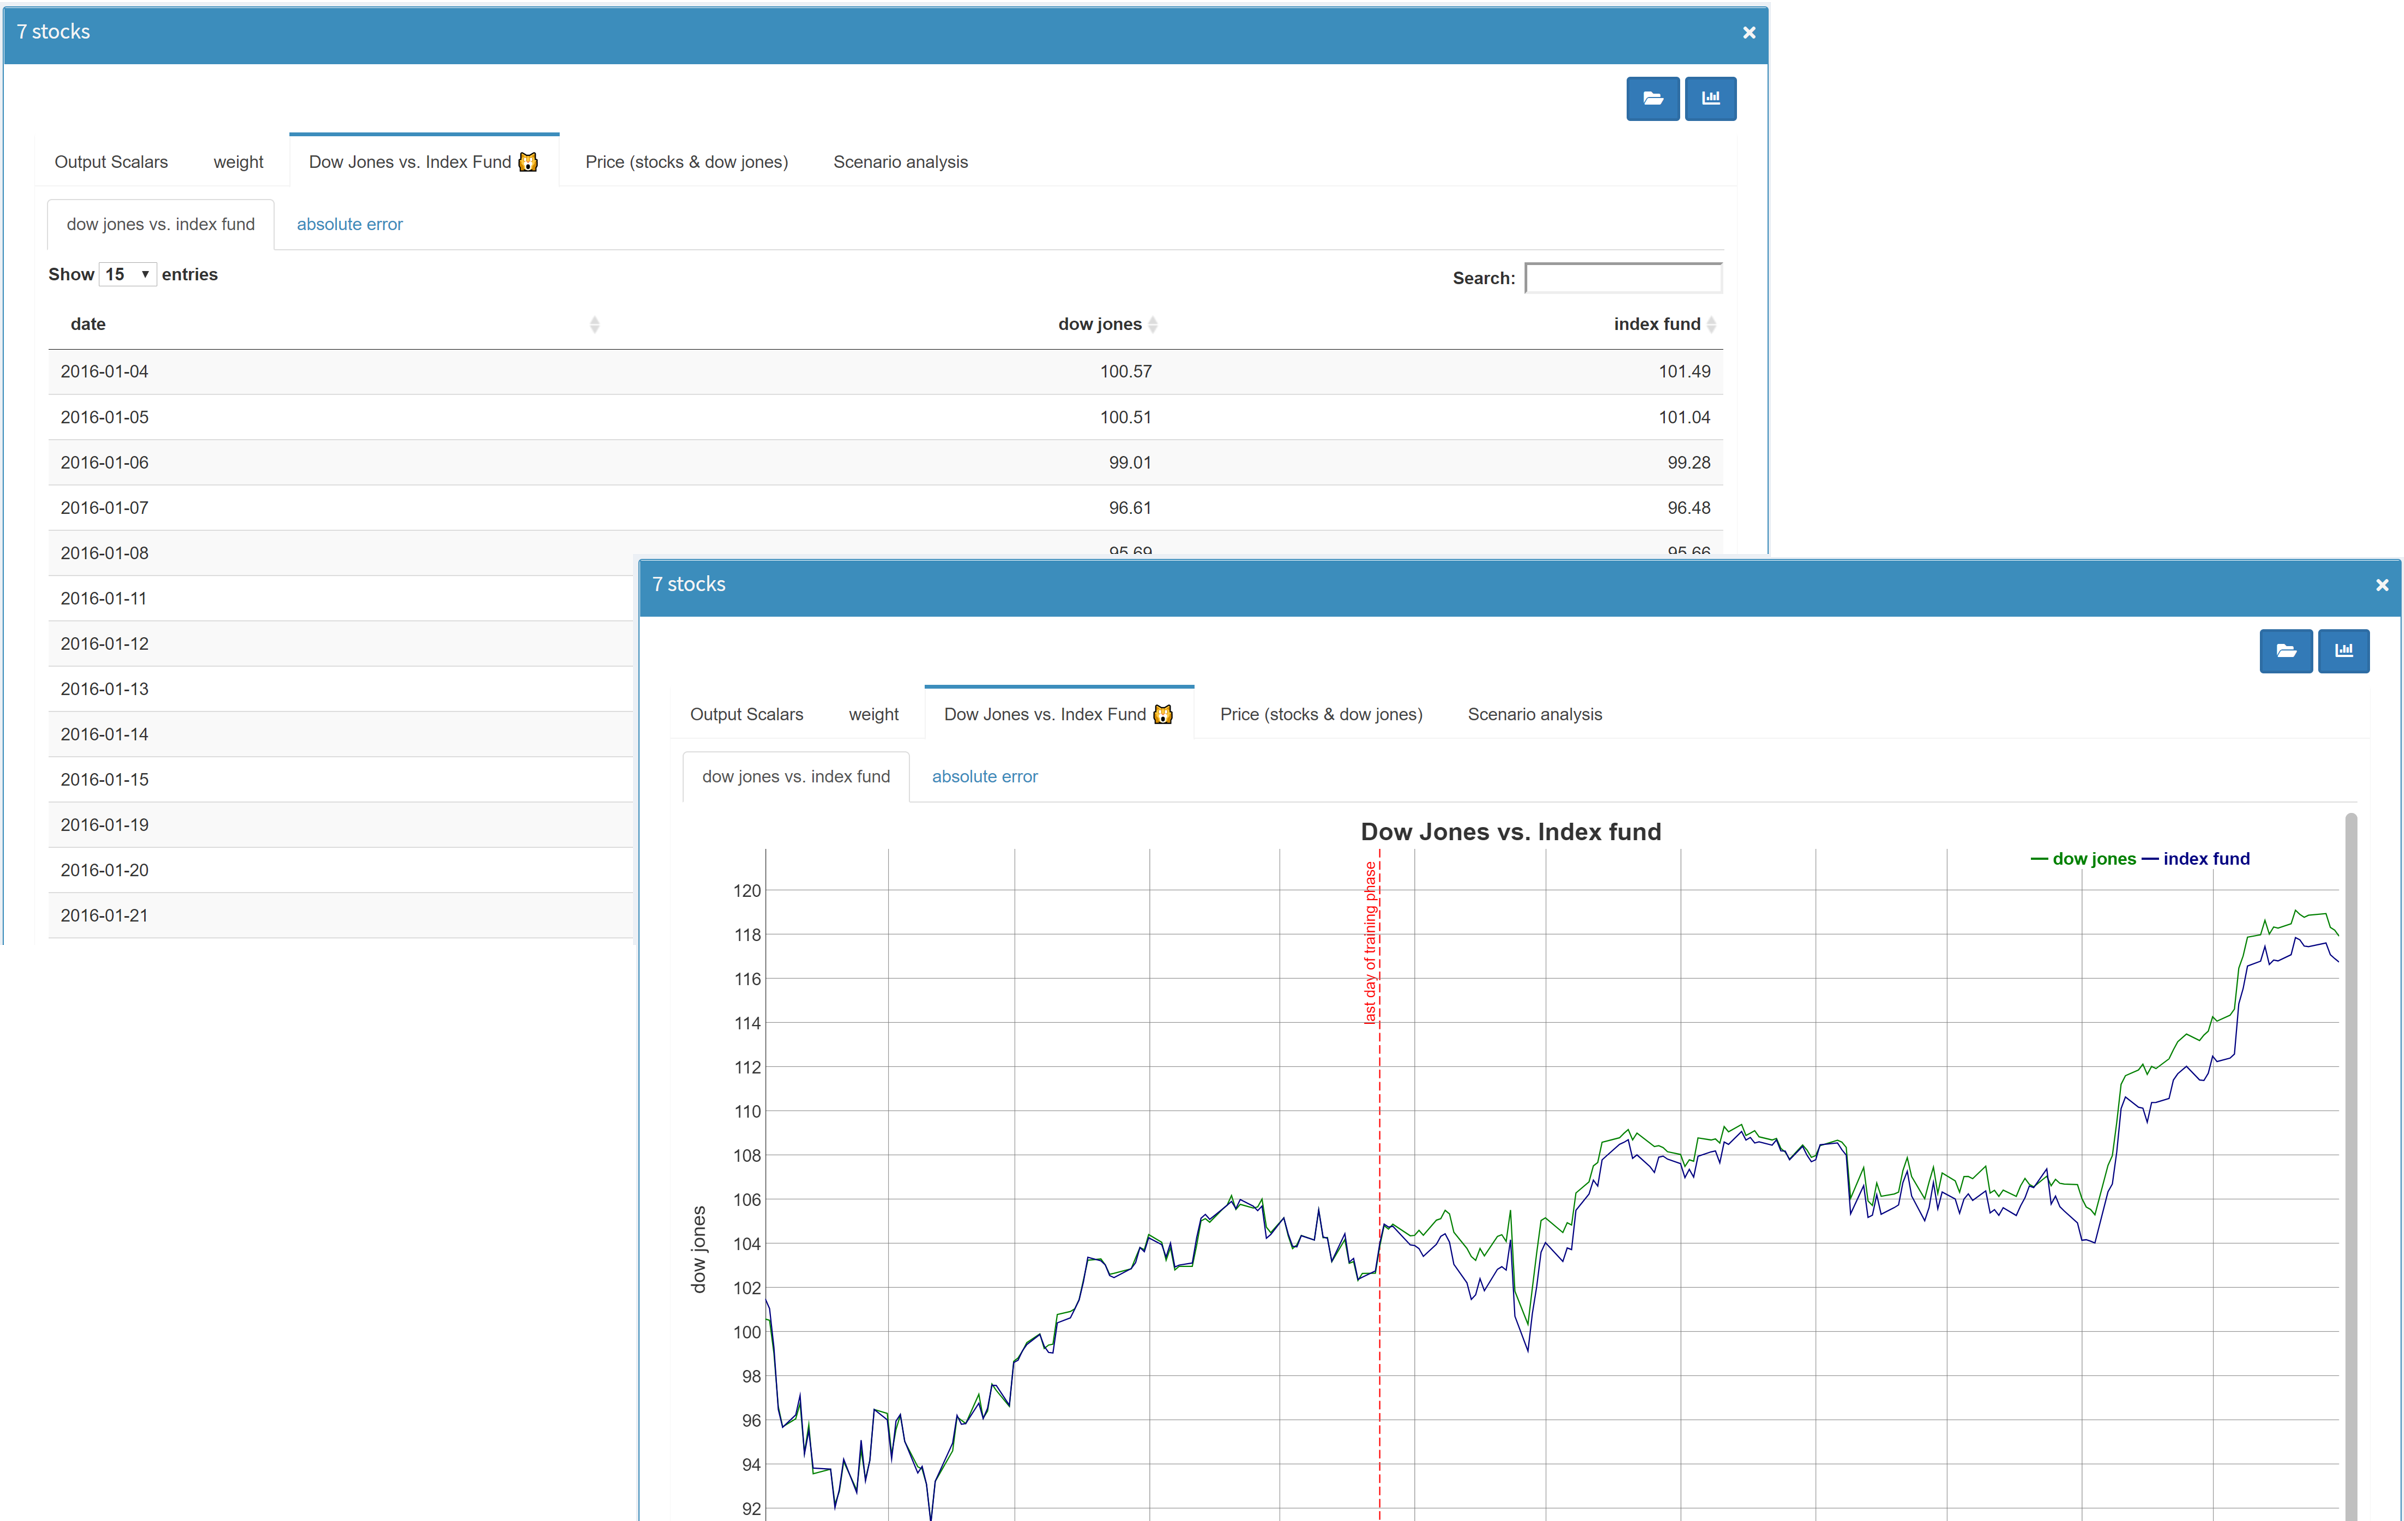 7 stocks
Output Scalars weight Dow Jones vs. Index Fund Price (stocks & dow jones) Scenario analysis
dow jones vs. index fund absolute error
Show 15 entries Search:
date dow jones index fund
2016-01-04 100.57 101.49
2016-01-05 100.51 101.04
2016-01-06 99.01 99.28
2016-01-07 96.61 96.48
2016-01-08 95.69 95.66
2016-01-11
2016-01-12
2016-01-13
2016-01-14
2016-01-15
2016-01-19
2016-01-20
2016-01-21
7 stocks
Output Scalars weight Dow Jones vs. Index Fund Price (stocks & dow jones) Scenario analysis
dow jones vs. index fund absolute error
Dow Jones vs. Index fund
dow jones index fund
last day of training phase
120
118
116
114
112
110
108
106
104
102
100
98
96
94
92
dow jones